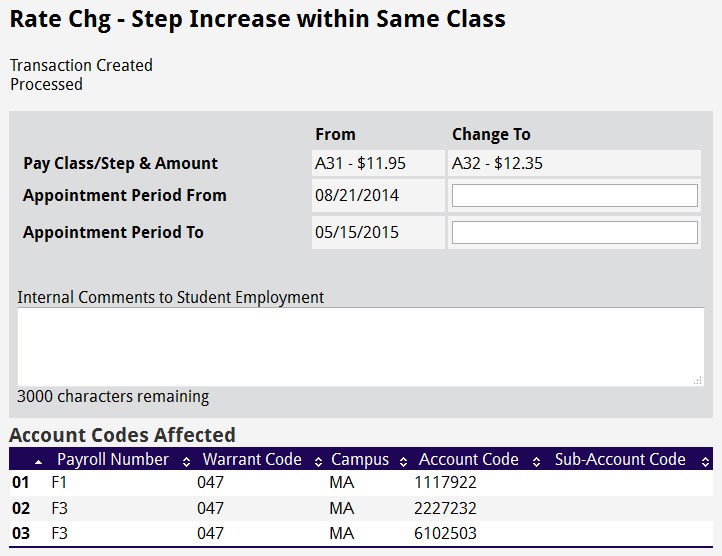 Rate Chg - Step Increase within Same Class
Transaction Created
Processed
From Change To
Pay Class/Step & Amount A31 - $11.95 A32 - $12.35
Appointment Period From 08/21/2014
Appointment Period To 05/15/2015
Internal Comments to Student Employment
3000 characters remaining
Account Codes Affected
Payroll Number Warrant Code Campus Account Code Sub-Account Code
01 F1 047 MA 1117922
02 F3 047 MA 2227232
03 F3 047 MA 6102503